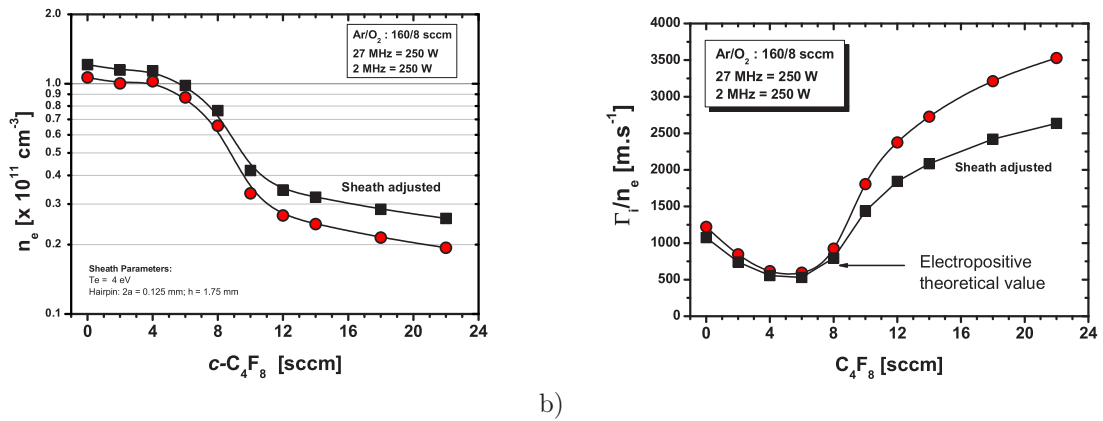 b)
2.0
1.0
0.9
0.8
0.7
0.6
0.5
0.4
0.3
0.2
0.1
nₑ [x 10¹¹ cm⁻³]
Ar/O₂ : 160/8 sccm
27 MHz = 250 W
2 MHz = 250 W
Sheath adjusted
Sheath Parameters:
Te = 4 eV
Hairpin: 2a = 0.125 mm; h = 1.75 mm
0 4 8 12 16 20 24
c-C₄F₈ [sccm]
4000
3500
3000
2500
2000
1500
1000
500
0
Γᵢ/nₑ [m.s⁻¹]
Ar/O₂ : 160/8 sccm
27 MHz = 250 W
2 MHz = 250 W
Sheath adjusted
Electropositive
theoretical value
0 4 8 12 16 20 24
C₄F₈ [sccm]
b)